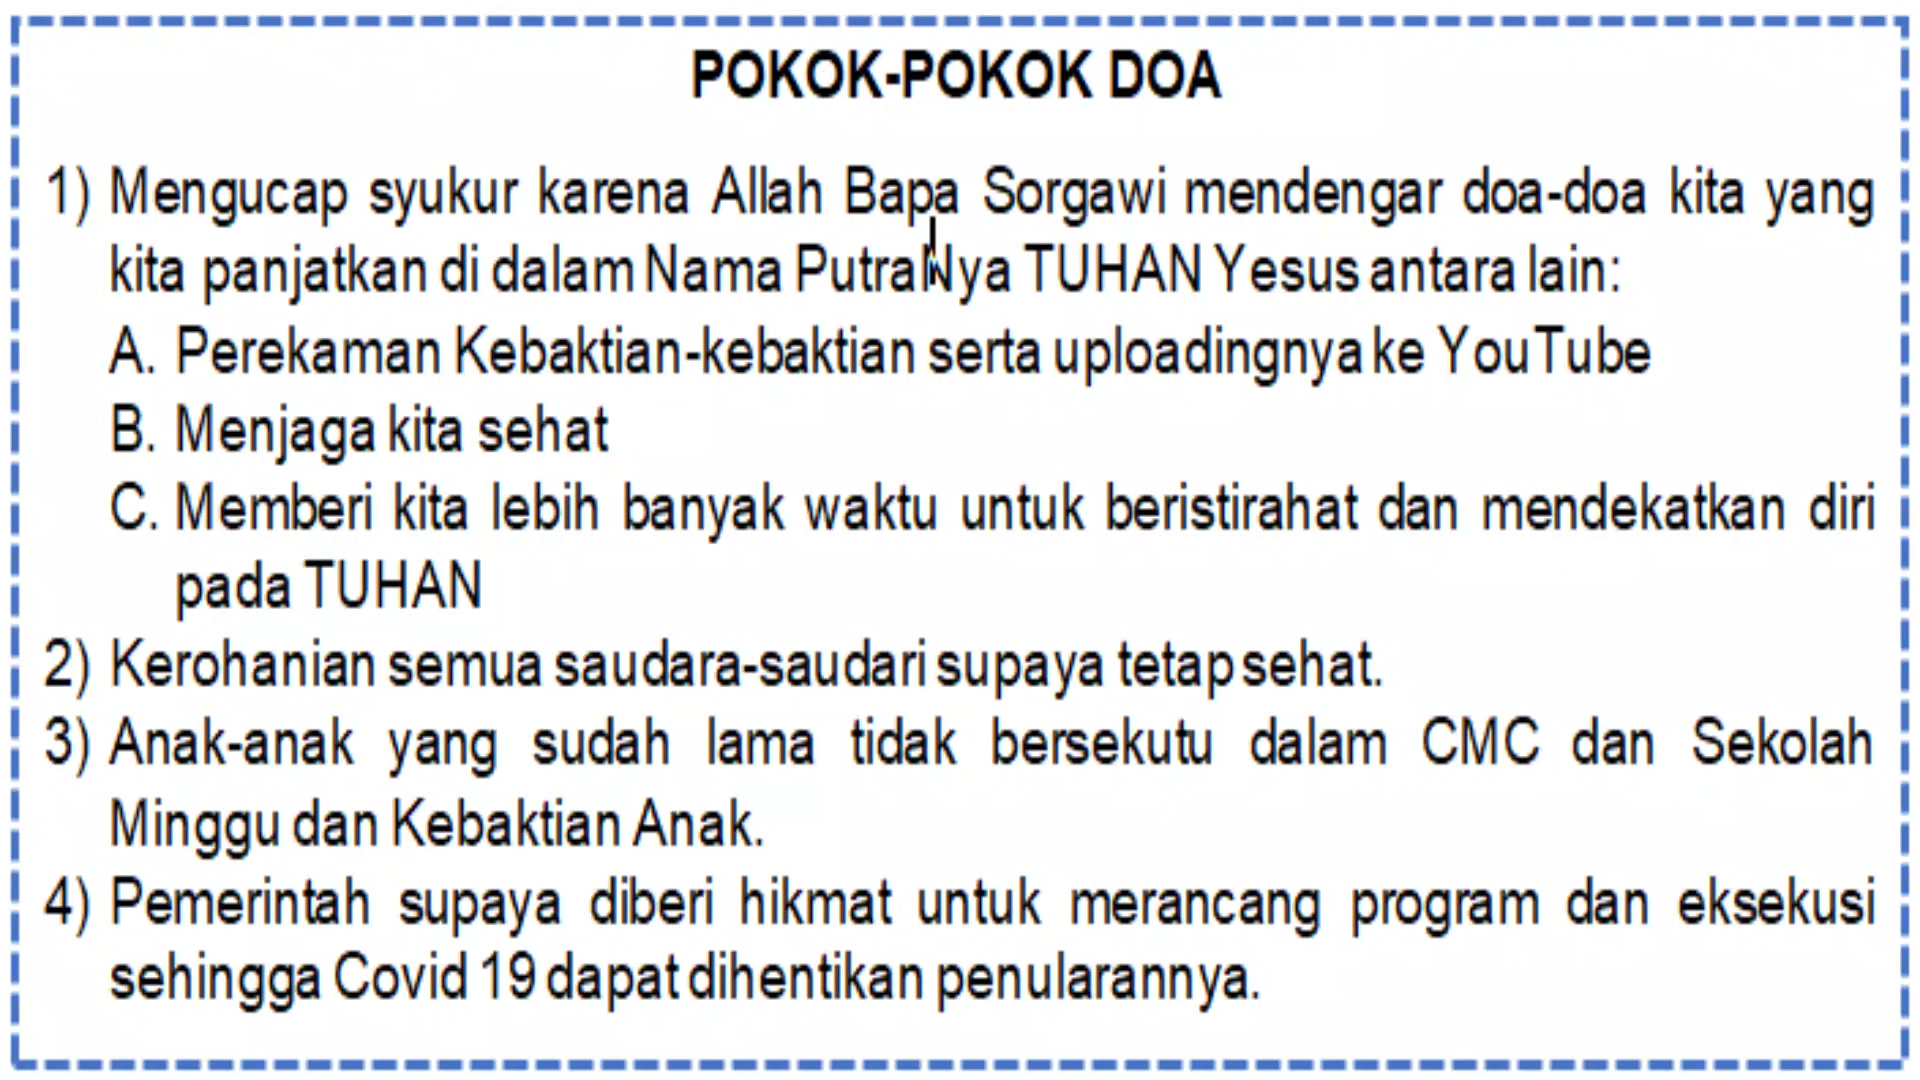 POKOK-POKOK DOA
1) Mengucap syukur karena Allah Bapa Sorgawi mendengar doa-doa kita yang
kita panjatkan di dalam Nama PutraNya TUHAN Yesus antara lain:
A. Perekaman Kebaktian-kebaktian serta uploadingnya ke YouTube
B. Menjaga kita sehat
C. Memberi kita lebih banyak waktu untuk beristirahat dan mendekatkan diri
pada TUHAN
2) Kerohanian semua saudara-saudari supaya tetap sehat.
3) Anak-anak yang sudah lama tidak bersekutu dalam CMC dan Sekolah
Minggu dan Kebaktian Anak.
4) Pemerintah supaya diberi hikmat untuk merancang program dan eksekusi
sehingga Covid 19 dapat dihentikan penularannya.